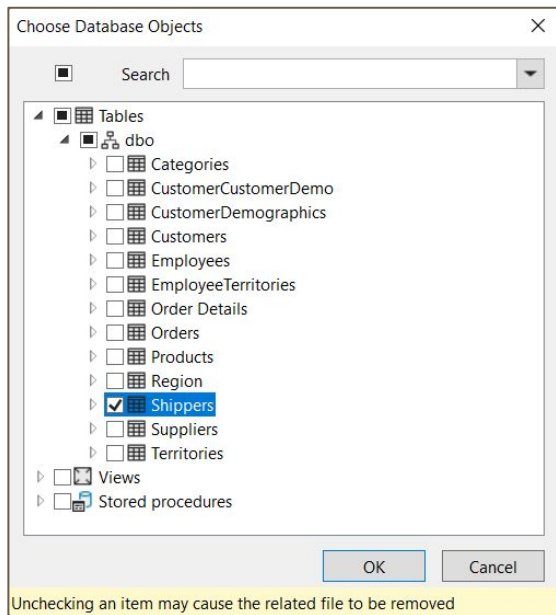 Choose Database Objects
Search
Tables
dbo
Categories
CustomerCustomerDemo
CustomerDemographics
Customers
Employees
EmployeeTerritories
Order Details
Orders
Products
Region
Shippers
Suppliers
Territories
Views
Stored procedures
OK Cancel
Unchecking an item may cause the related file to be removed